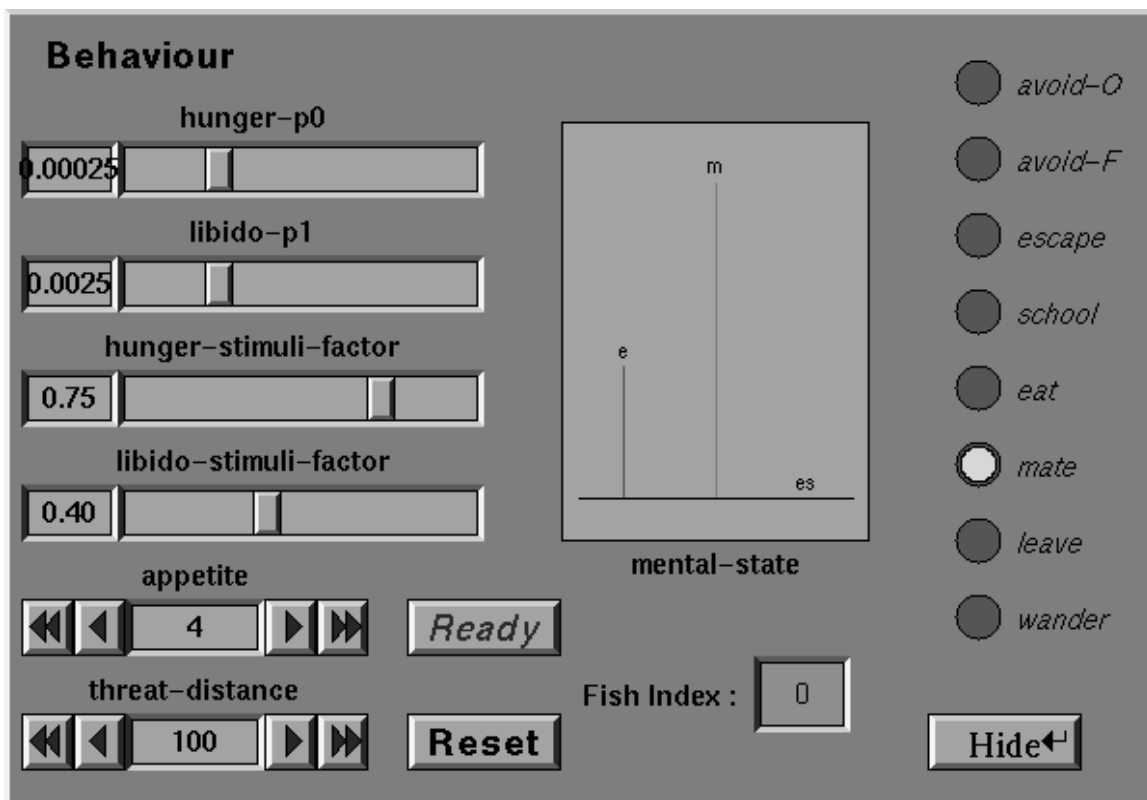 Behaviour
hunger-p0
0.00025
libido-p1
0.0025
hunger-stimuli-factor
0.75
libido-stimuli-factor
0.40
appetite
4
Ready
threat-distance
100
Reset
e
m
es
mental-state
Fish Index :
0
avoid-O
avoid-F
escape
school
eat
mate
leave
wander
Hide